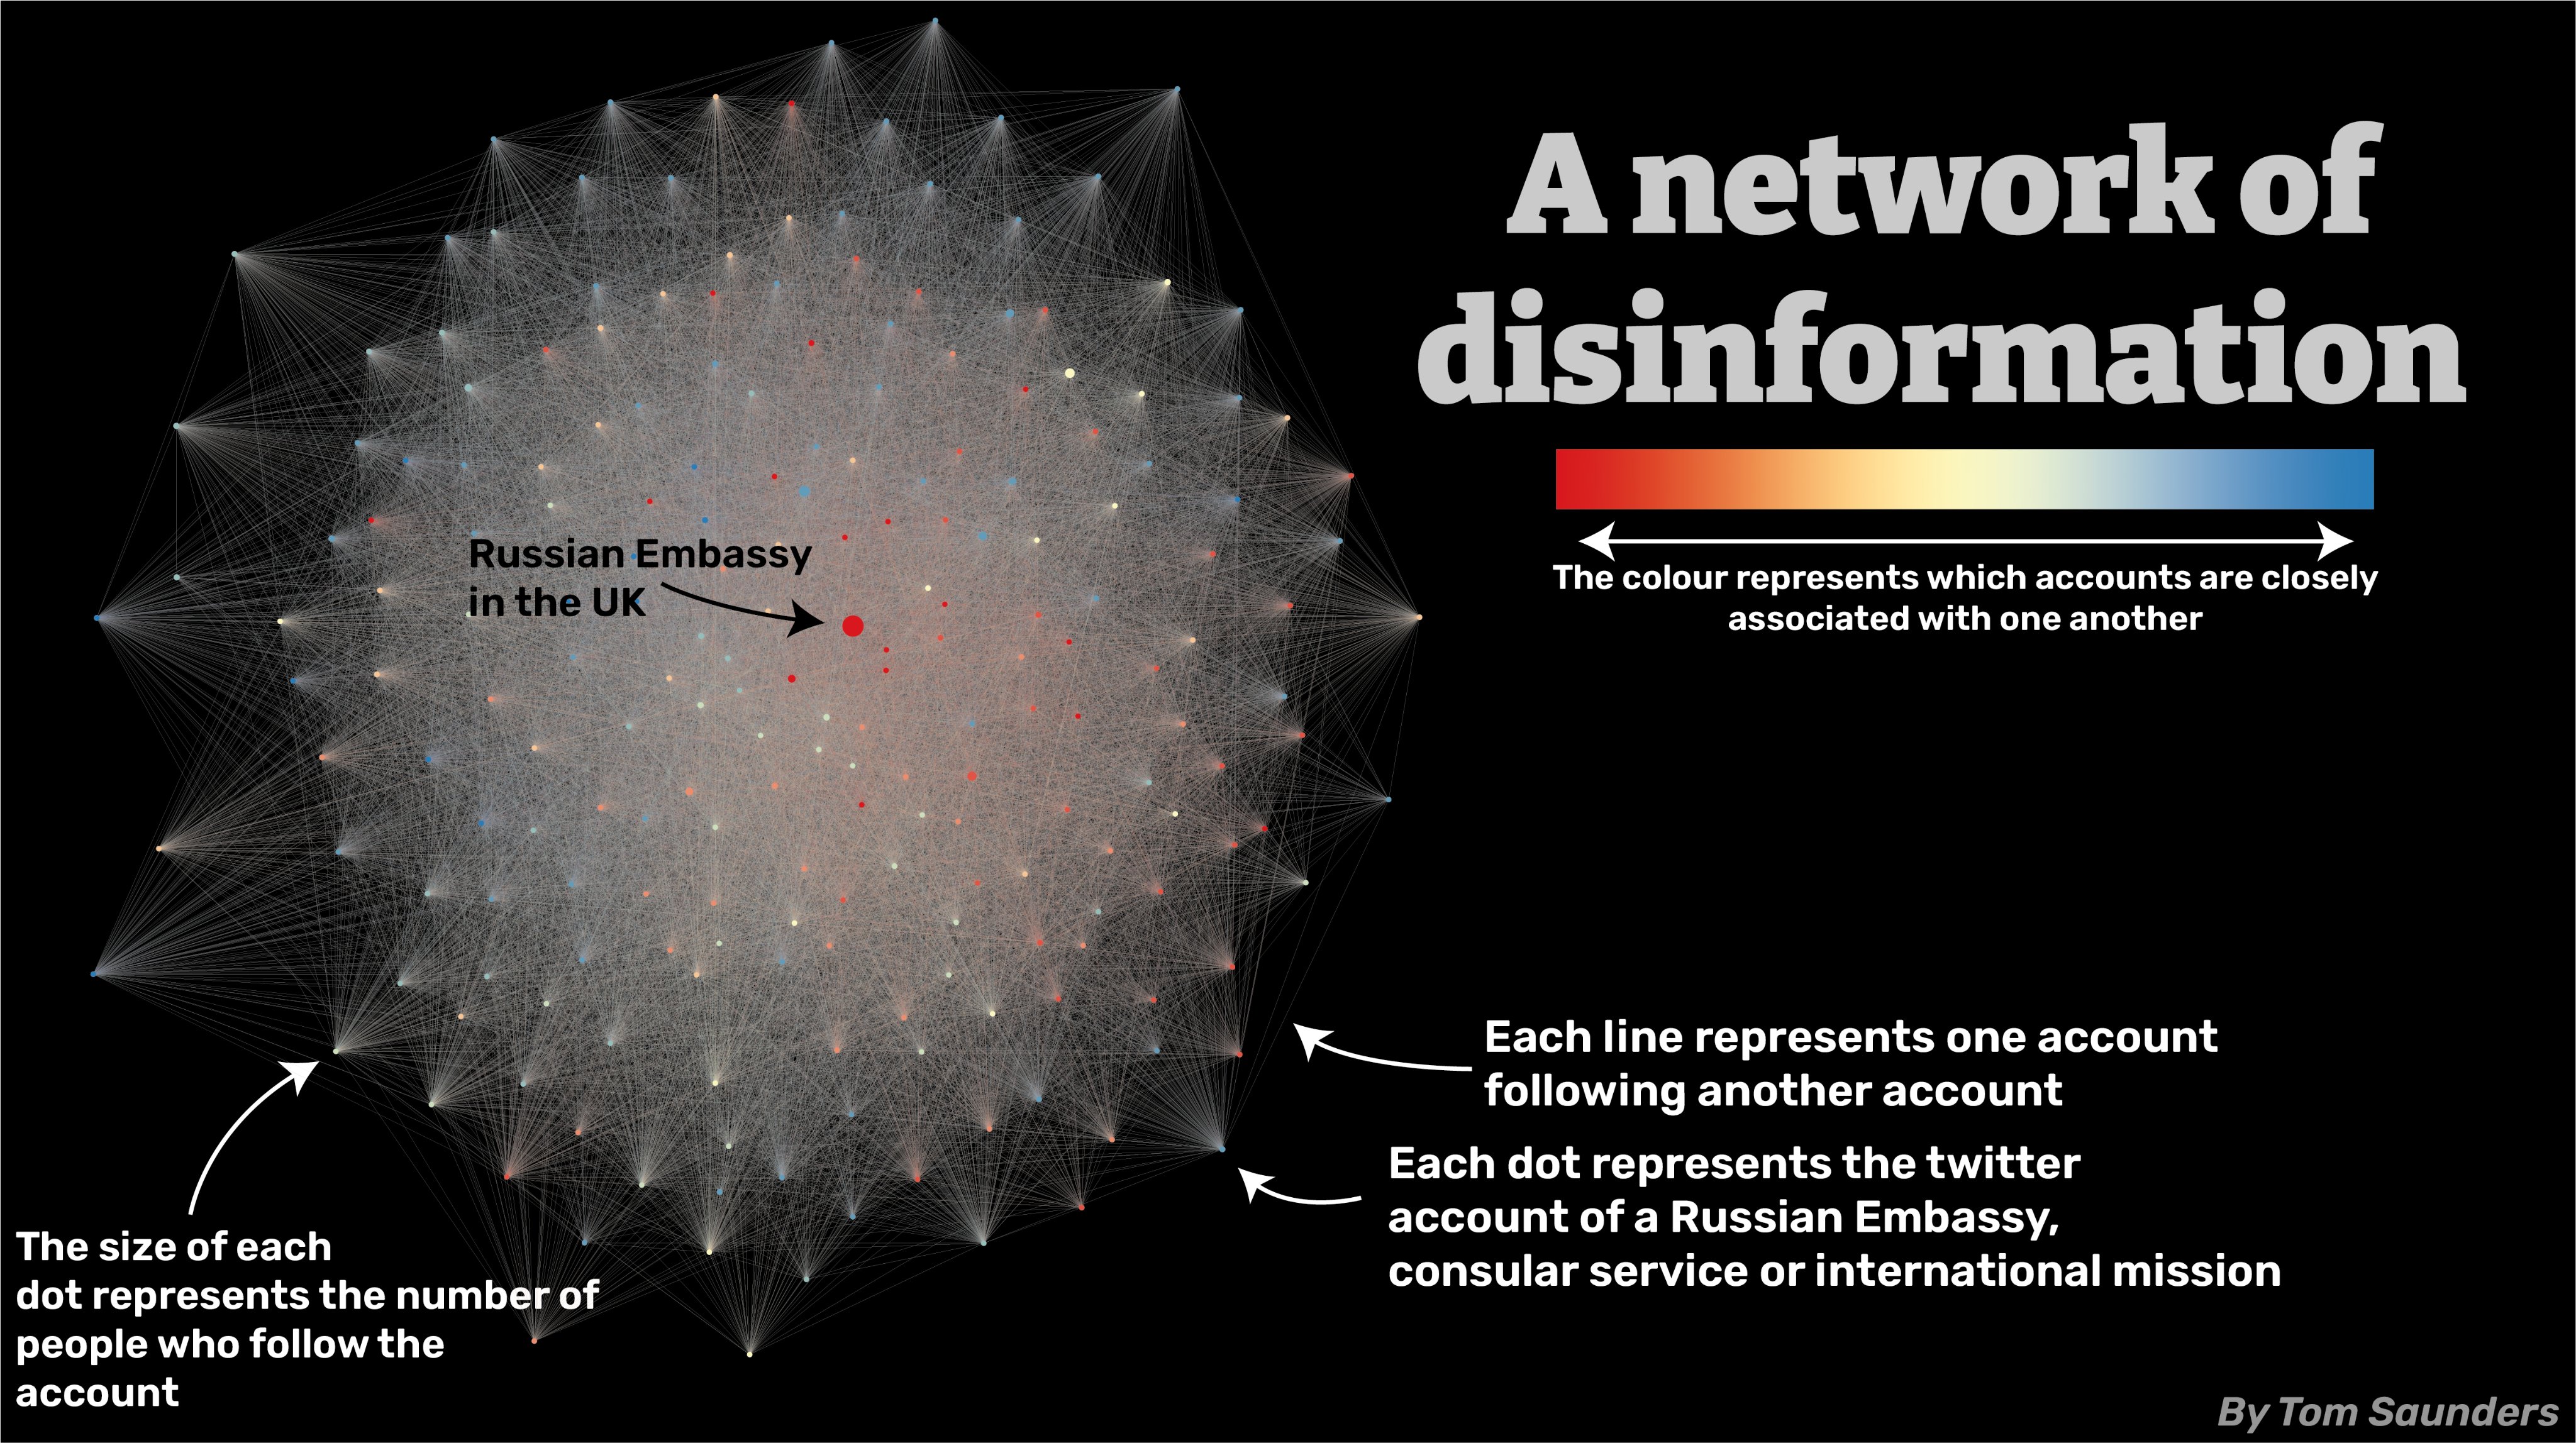 A network of
disinformation
The colour represents which accounts are closely
associated with one another
Russian Embassy
in the UK
Each line represents one account
following another account
Each dot represents the twitter
account of a Russian Embassy,
consular service or international mission
The size of each
dot represents the number of
people who follow the
account
By Tom Saunders